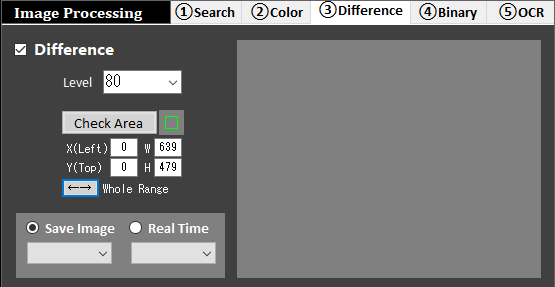 Image Processing ①Search ②Color ③Difference ④Binary ⑤OCR
Difference
Level 80
Check Area
X(Left) 0 W 639
Y(Top) 0 H 479
←→ Whole Range
Save Image Real Time